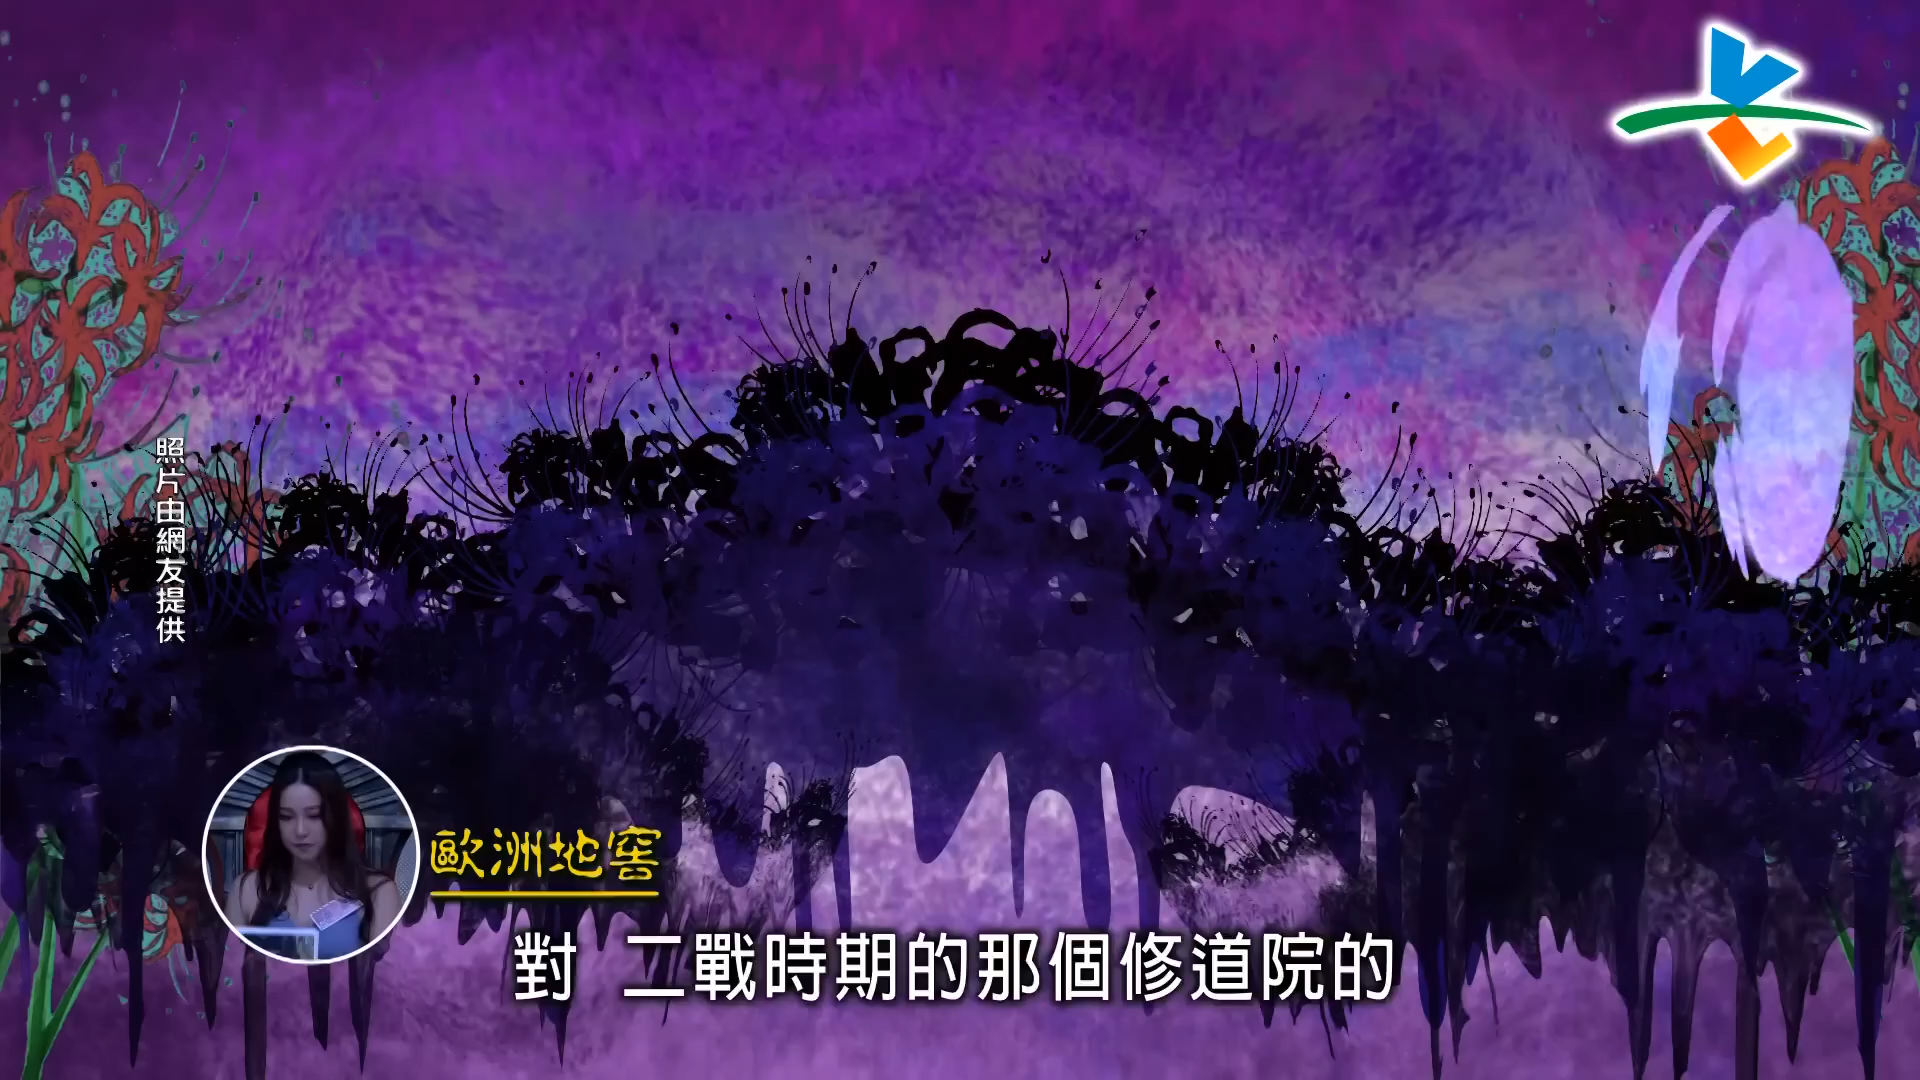 照片由網友提供
歐洲地窖
對 二戰時期的那個修道院的